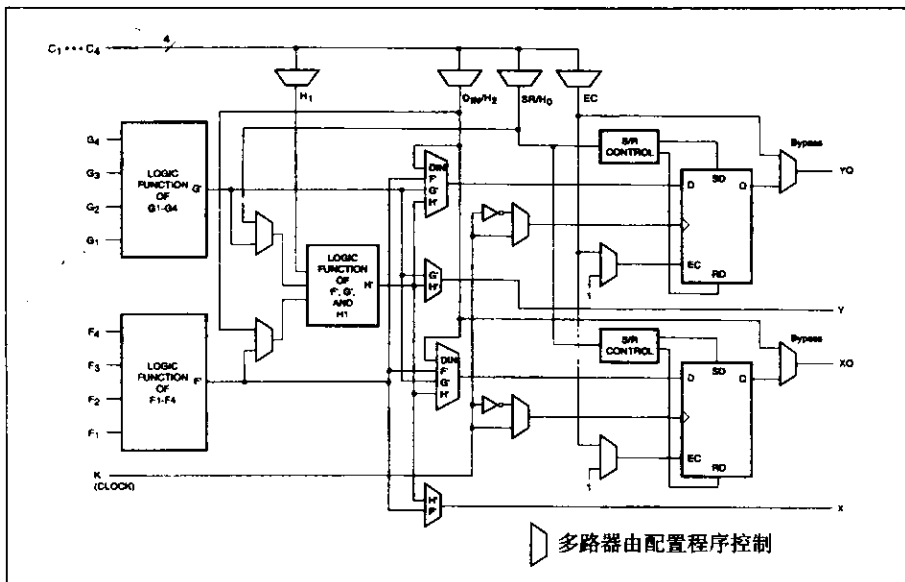 C1 ••• C4
4
H1
DIN/H2
SR/H0
EC
G4
G3
G2
G1
LOGIC
FUNCTION
OF
G1-G4
G'
DIN
F'
G'
H'
S/R
CONTROL
Bypass
D
SD
Q
YQ
EC
RD
1
LOGIC
FUNCTION
OF
F', G',
AND
H1
H'
G'
H'
Y
F4
F3
F2
F1
LOGIC
FUNCTION
OF
F1-F4
F'
DIN
F'
G'
H'
S/R
CONTROL
Bypass
D
SD
Q
XQ
EC
RD
1
K
(CLOCK)
H'
F'
X
多路器由配置程序控制